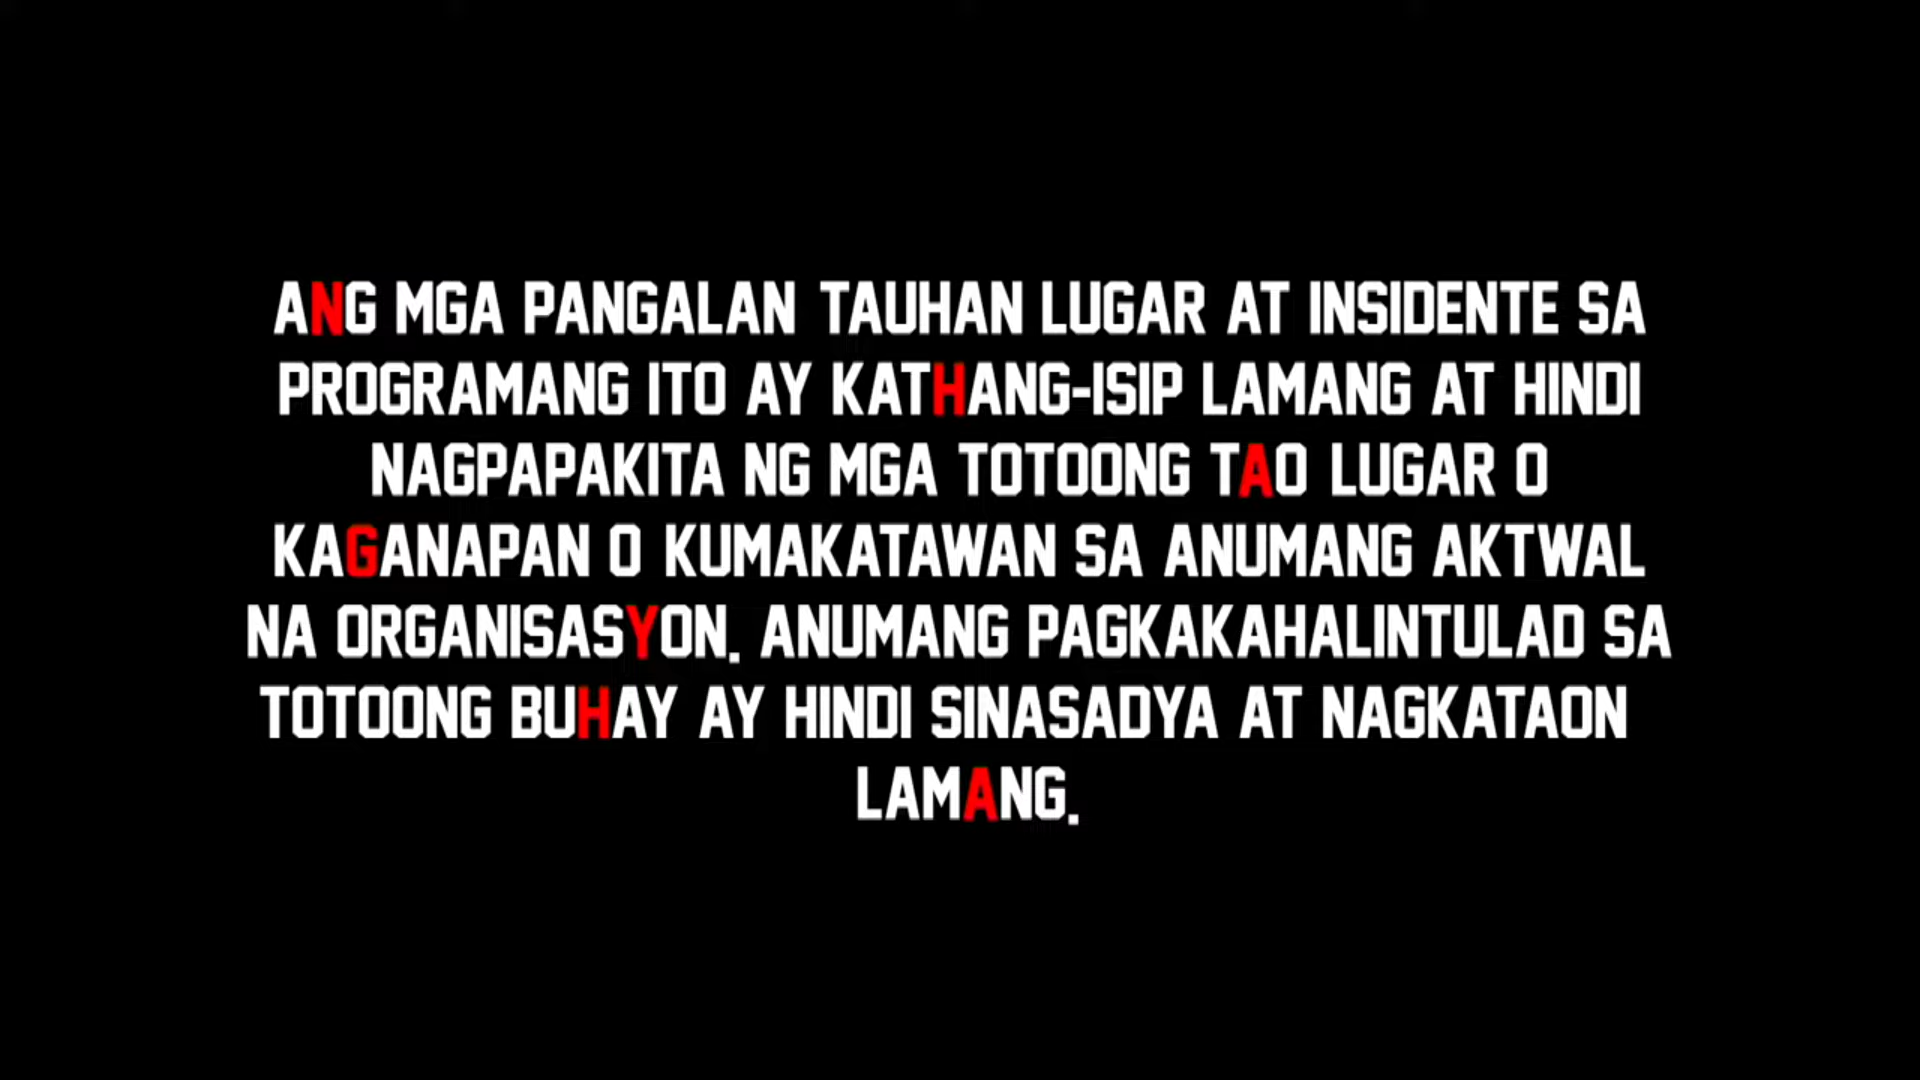 ANG MGA PANGALAN TAUHAN LUGAR AT INSIDENTE SA
PROGRAMANG ITO AY KATHANG-ISIP LAMANG AT HINDI
NAGPAPAKITA NG MGA TOTOONG TAO LUGAR O
KAGANAPAN O KUMAKATAWAN SA ANUMANG AKTWAL
NA ORGANISASYON. ANUMANG PAGKAKAHALINTULAD SA
TOTOONG BUHAY AY HINDI SINASADYA AT NAGKATAON
LAMANG.